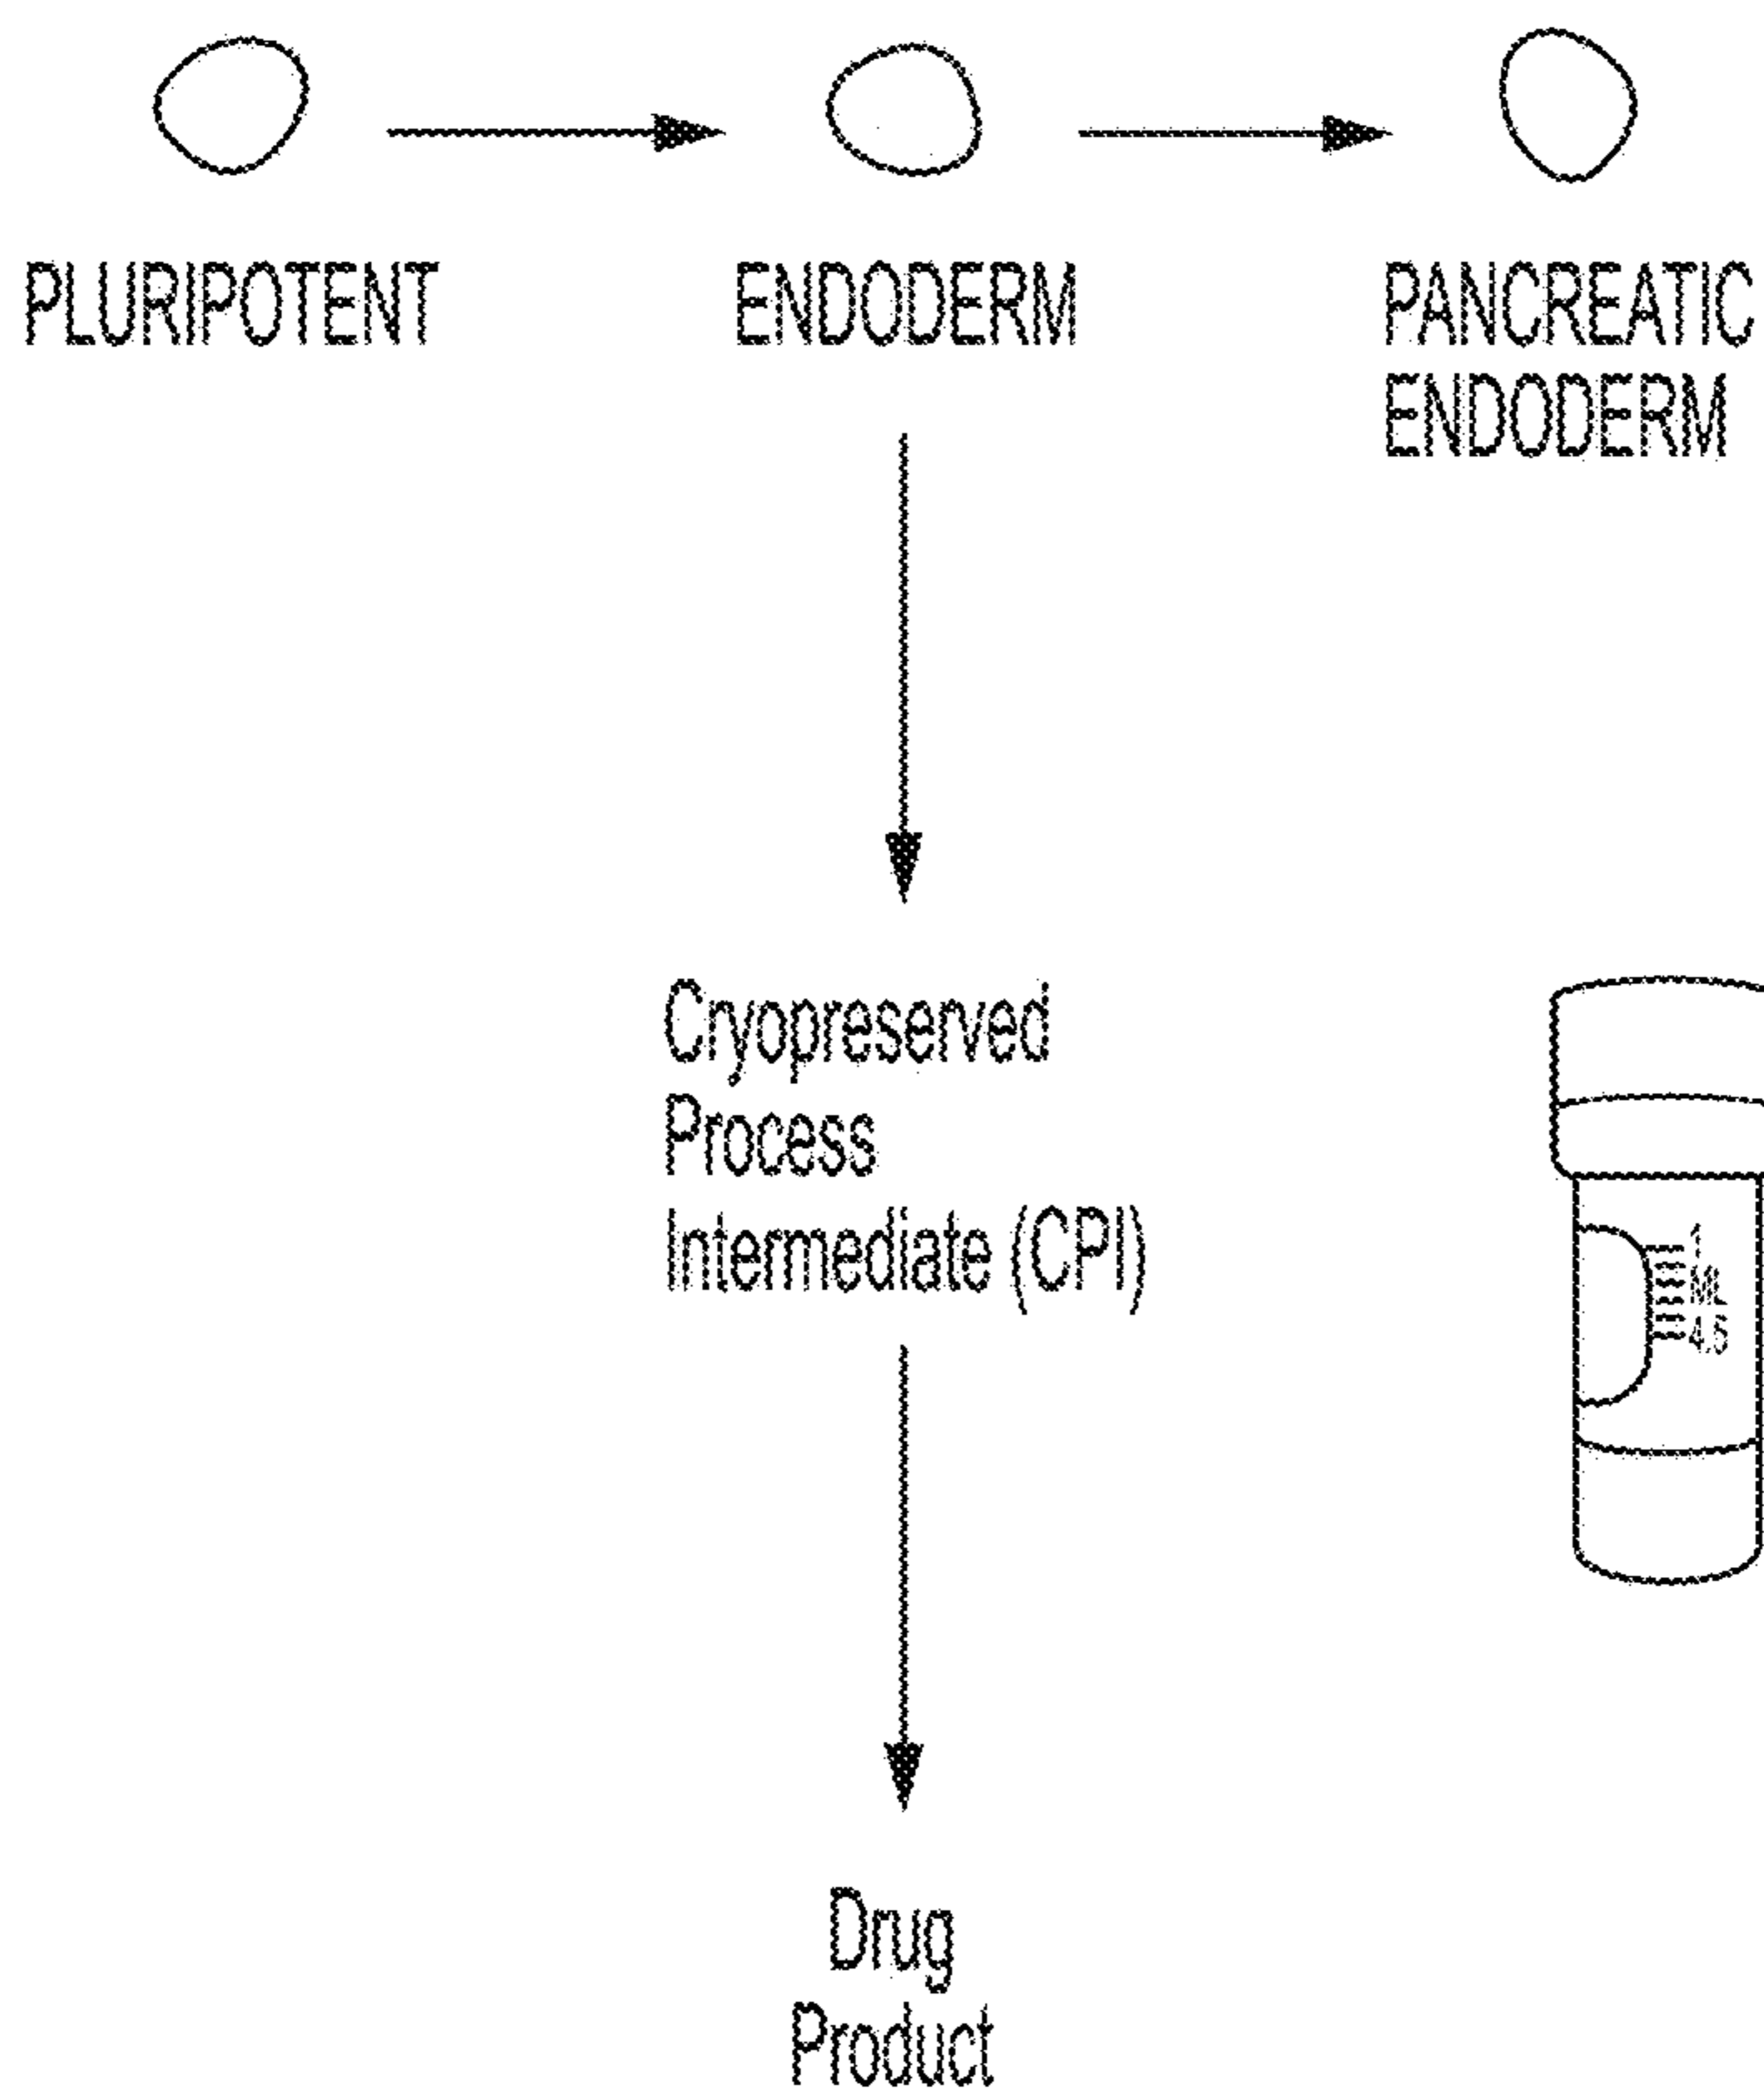 PLURIPOTENT
ENDODERM
PANCREATIC
ENDODERM
Cryopreserved
Process
Intermediate (CPI)
1
ML
4.5
Drug
Product